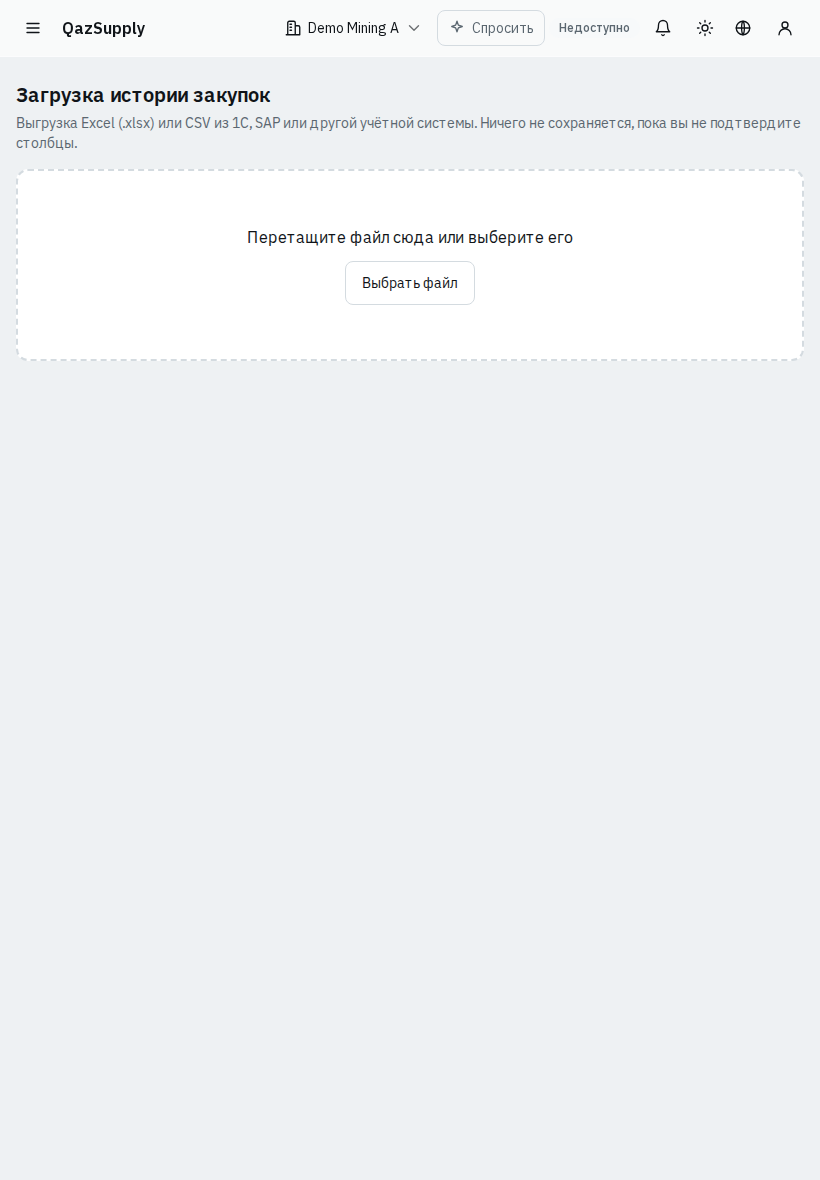 QazSupply
Demo Mining A
Спросить
Недоступно
Загрузка истории закупок
Выгрузка Excel (.xlsx) или CSV из 1С, SAP или другой учётной системы. Ничего не сохраняется, пока вы не подтвердите
столбцы.
Перетащите файл сюда или выберите его
Выбрать файл